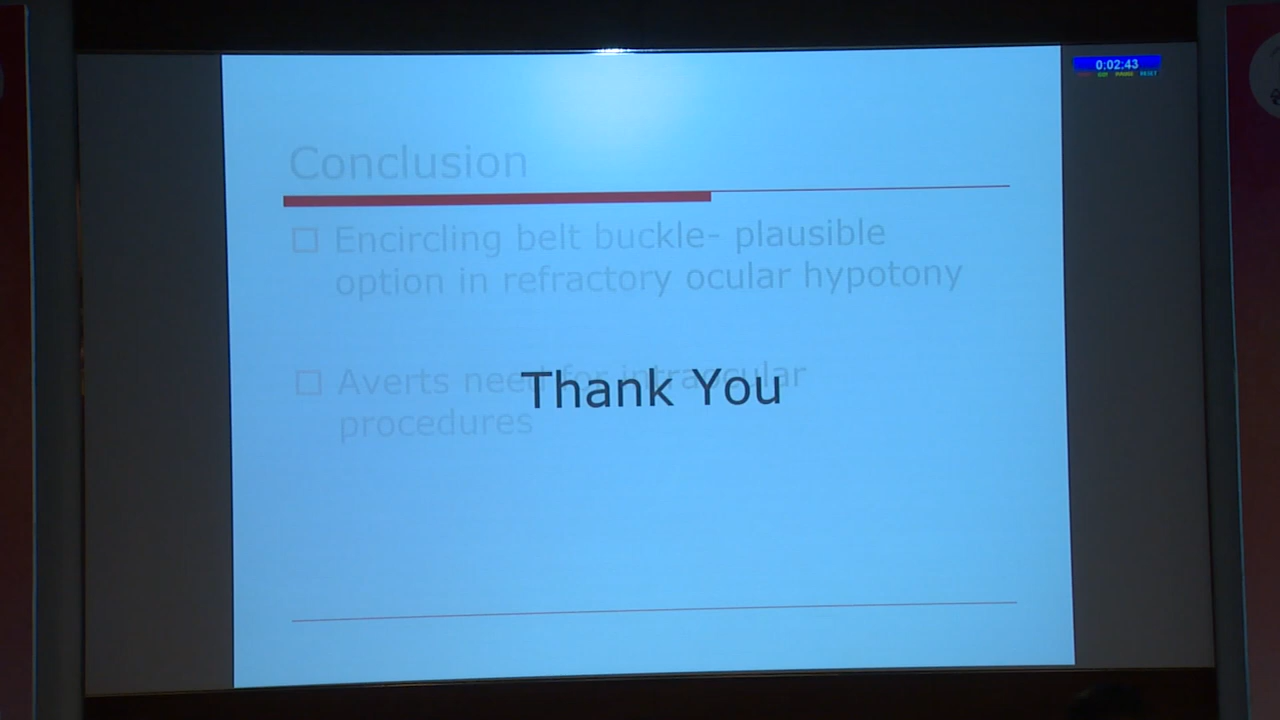 0:02:43
Conclusion
Encircling belt buckle- plausible
option in refractory ocular hypotony
Averts need for intraocular
procedures
Thank You